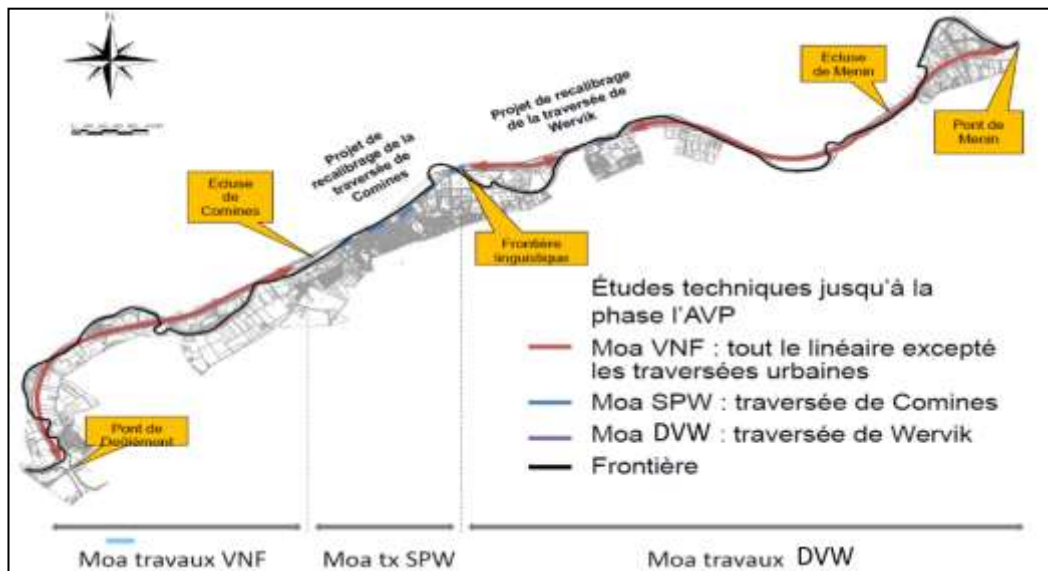 N
Ecluse
de Menin
Pont de
Menin
Projet de recalibrage
de la traversée de
Wervik
Projet de
recalibrage de la
traversée de
Comines
Ecluse
de
Comines
Frontière
linguistique
Pont de
Études techniques jusqu'à la
phase l'AVP
Moa VNF : tout le linéaire excepté
les traversées urbaines
Moa SPW : traversée de Comines
Moa DVW : traversée de Wervik
Frontière
Moa travaux VNF
Moa tx SPW
Moa travaux DVW